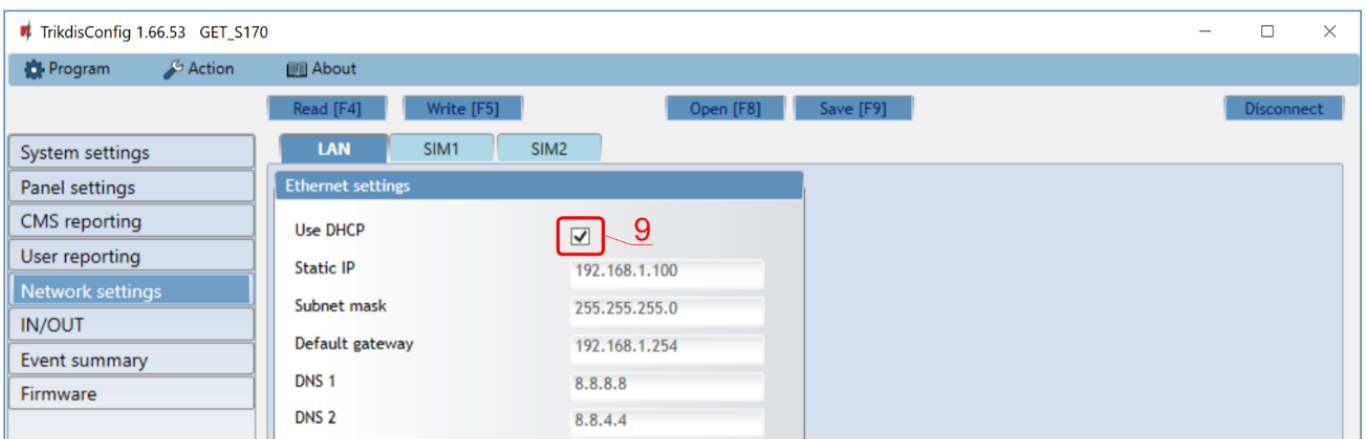 TrikdisConfig 1.66.53 GET_S170
Program Action About
Read [F4] Write [F5] Open [F8] Save [F9] Disconnect
System settings
Panel settings
CMS reporting
User reporting
Network settings
IN/OUT
Event summary
Firmware
LAN SIM1 SIM2
Ethernet settings
Use DHCP 9
Static IP 192.168.1.100
Subnet mask 255.255.255.0
Default gateway 192.168.1.254
DNS 1 8.8.8.8
DNS 2 8.8.4.4